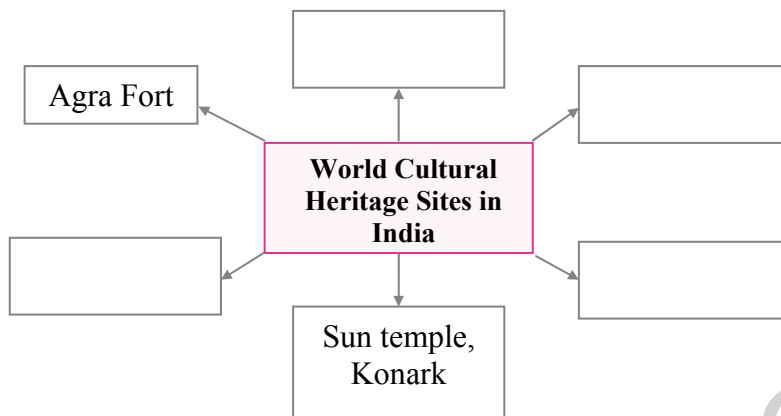 Agra Fort
World Cultural
Heritage Sites in
India
Sun temple,
Konark